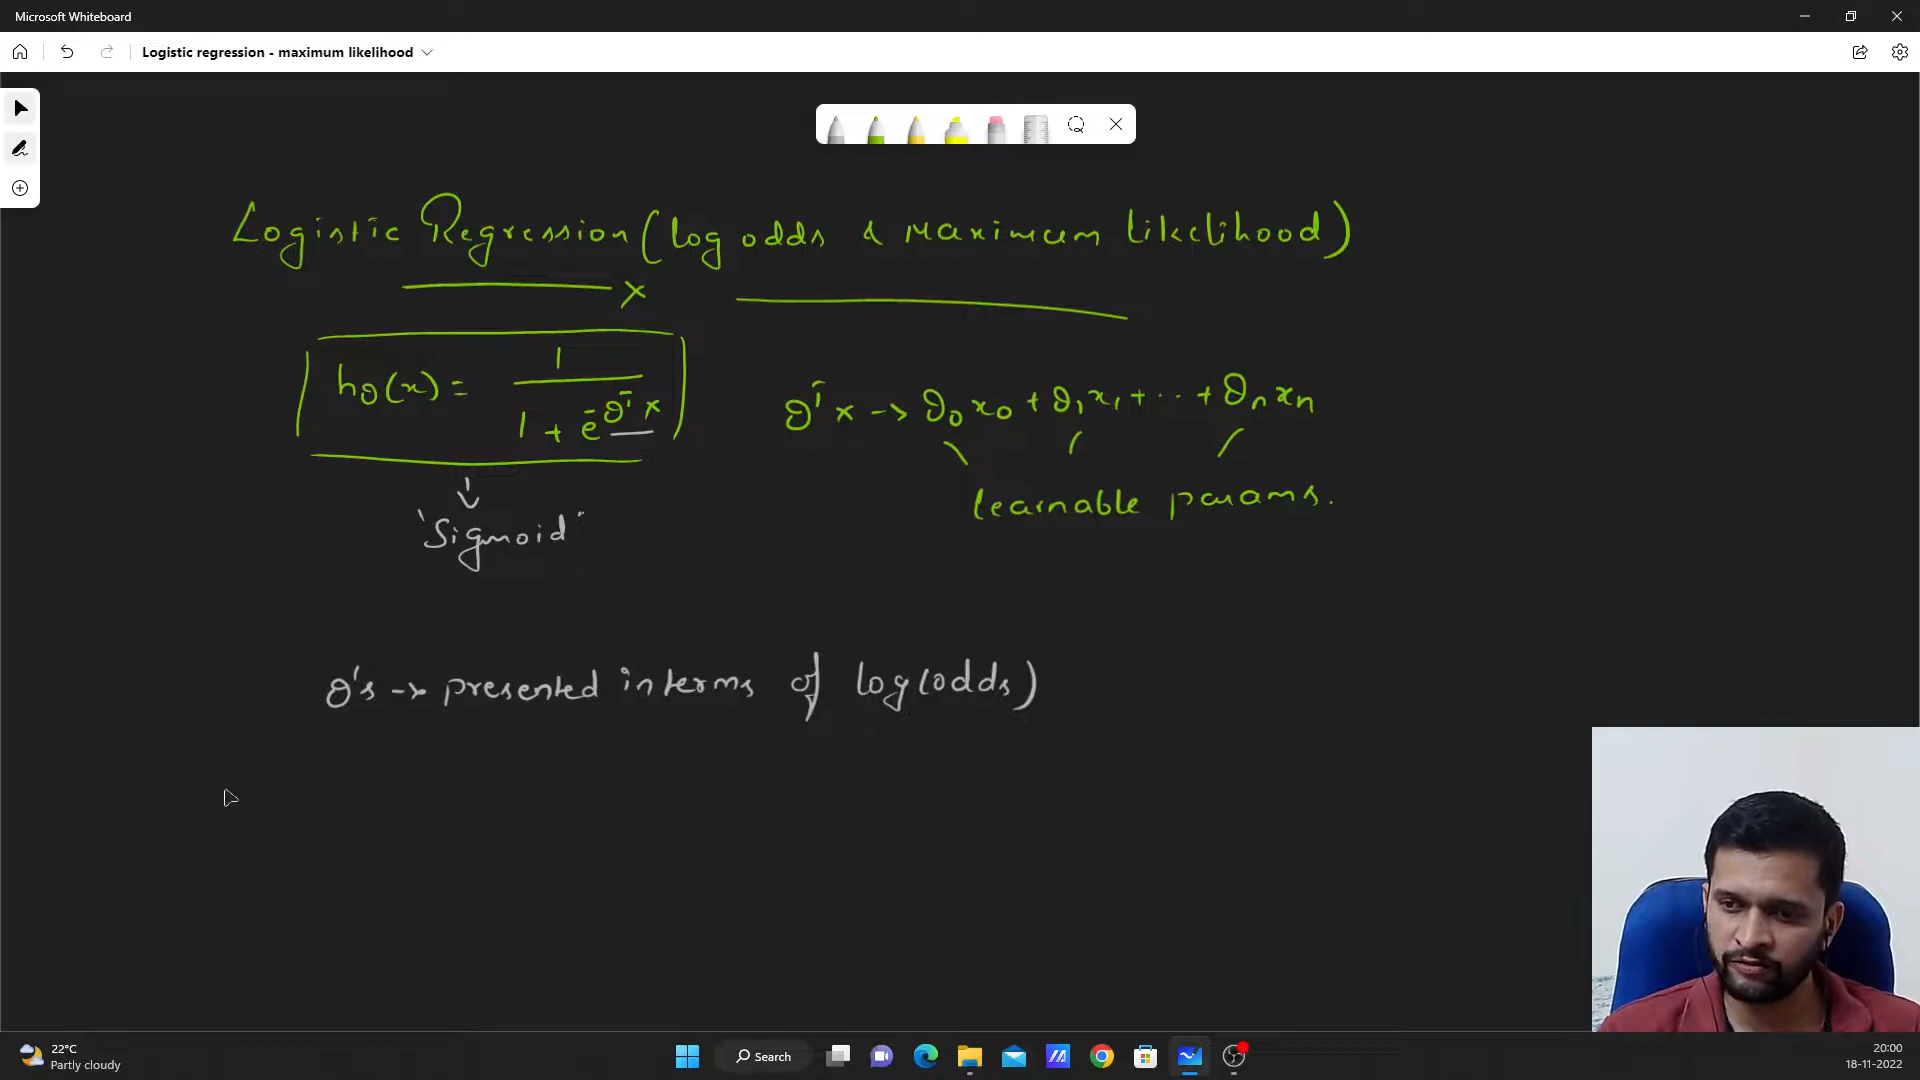 Microsoft Whiteboard
Logistic regression - maximum likelihood
Logistic Regression (log odds & Maximum likelihood)
hθ(x) = 1 / (1 + e^-θᵀx)
θᵀx -> θ₀x₀ + θ₁x₁ + ... + θₙxₙ
learnable params.
"Sigmoid"
θ's -> presented interms of log(odds)
22°C
Partly cloudy
Search
20:00
18-11-2022